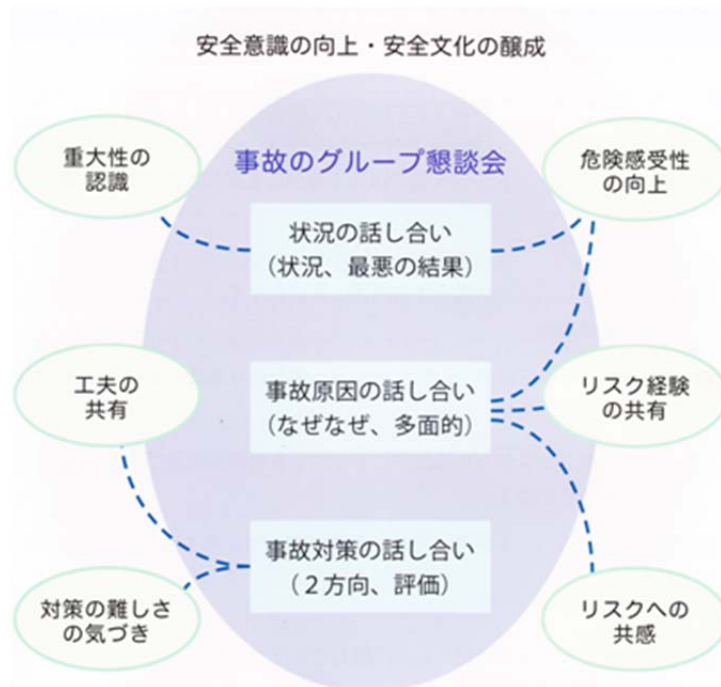 安全意識の向上・安全文化の醸成
事故のグループ懇談会
重大性の
認識
危険感受性
の向上
状況の話し合い
（状況、最悪の結果）
工夫の
共有
事故原因の話し合い
（なぜなぜ、多面的）
リスク経験
の共有
事故対策の話し合い
（２方向、評価）
対策の難しさ
の気づき
リスクへの
共感